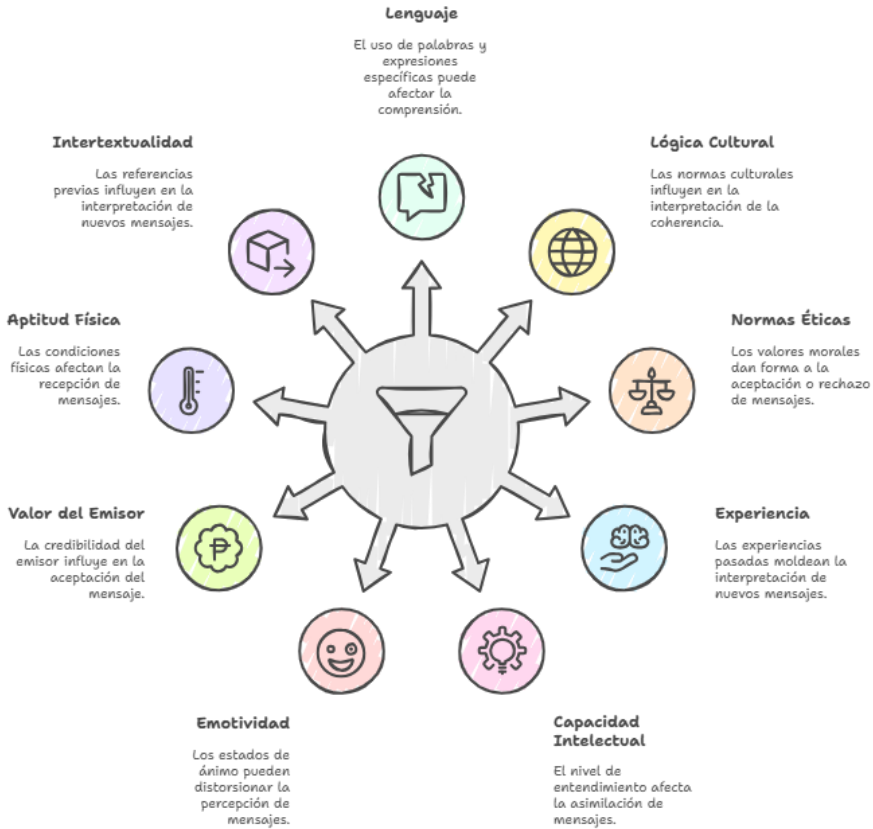 Lenguaje
El uso de palabras y
expresiones
específicas puede
afectar la
comprensión.
Intertextualidad
Las referencias
previas influyen en la
interpretación de
nuevos mensajes.
Lógica Cultural
Las normas culturales
influyen en la
interpretación de la
coherencia.
Aptitud Física
Las condiciones
físicas afectan la
recepción de
mensajes.
Normas Éticas
Los valores morales
dan forma a la
aceptación o rechazo
de mensajes.
Valor del Emisor
La credibilidad del
emisor influye en la
aceptación del
mensaje.
Experiencia
Las experiencias
pasadas moldean la
interpretación de
nuevos mensajes.
Emotividad
Los estados de
ánimo pueden
distorsionar la
percepción de
mensajes.
Capacidad
Intelectual
El nivel de
entendimiento afecta
la asimilación de
mensajes.